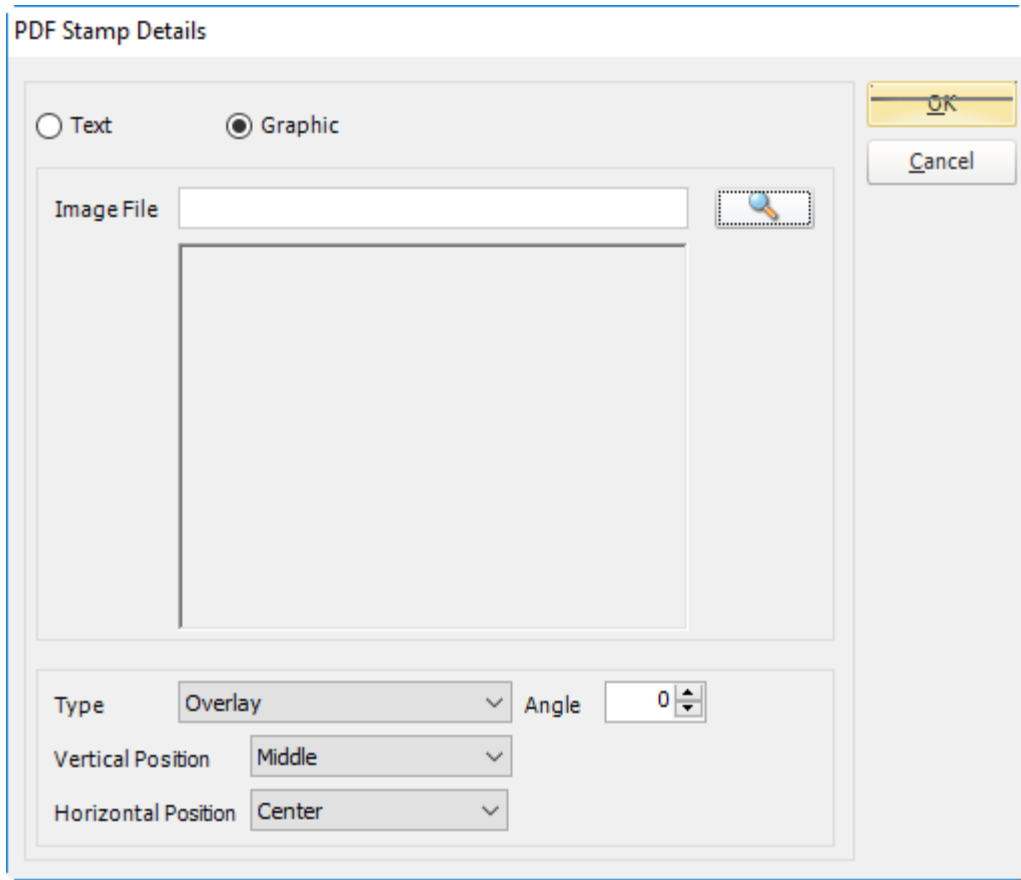 PDF Stamp Details
Text Graphic OK
Cancel
Image File
Type Overlay Angle 0
Vertical Position Middle
Horizontal Position Center